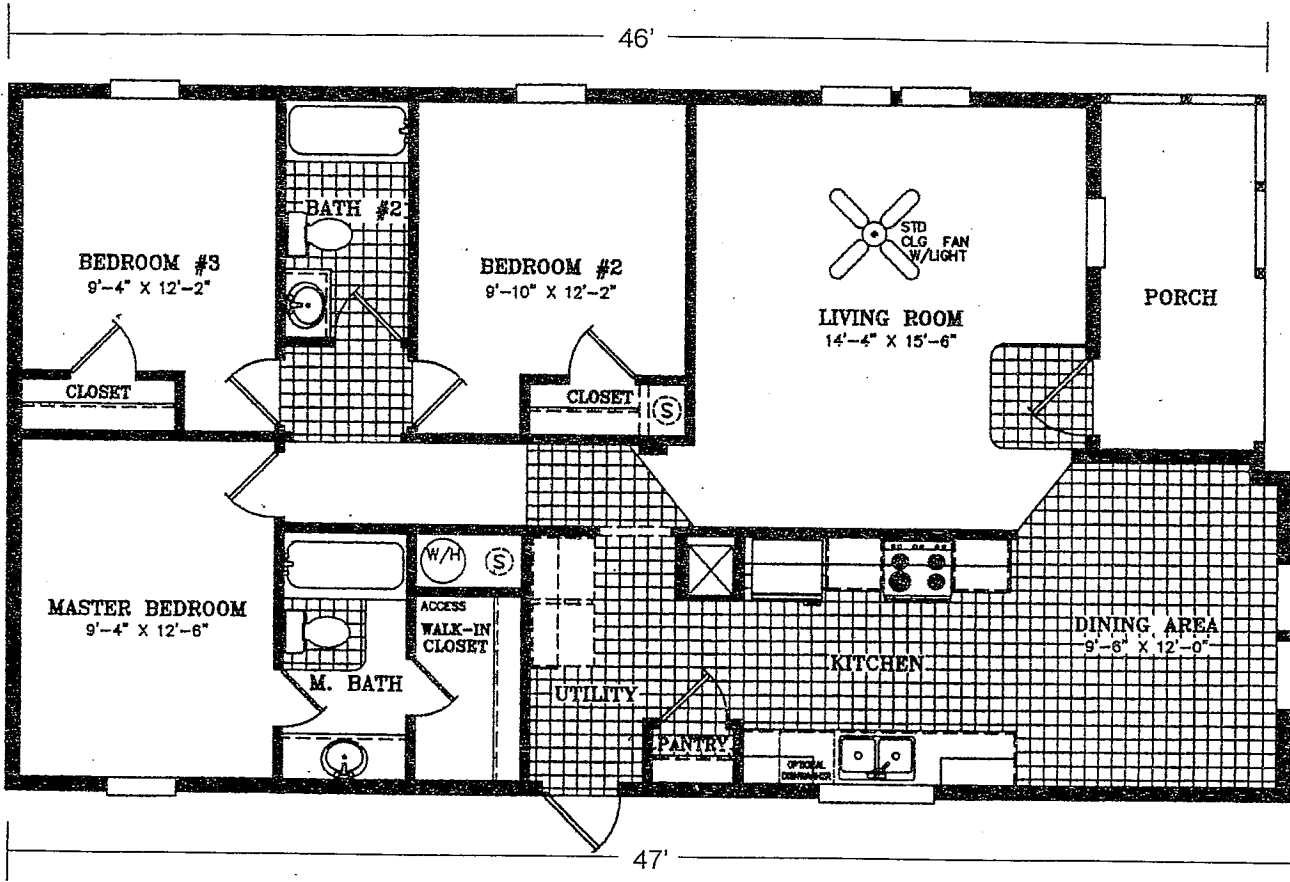 46'
BATH #2
BEDROOM #3
9'-4" X 12'-2"
BEDROOM #2
9'-10" X 12'-2"
STD
CLG FAN
W/LIGHT
LIVING ROOM
14'-4" X 15'-6"
PORCH
CLOSET
CLOSET
S
W/H
S
MASTER BEDROOM
9'-4" X 12'-6"
ACCESS
WALK-IN
CLOSET
M. BATH
UTILITY
KITCHEN
DINING AREA
9'-6" X 12'-0"
PANTRY
OPTIONAL
DISHWASHER
47'